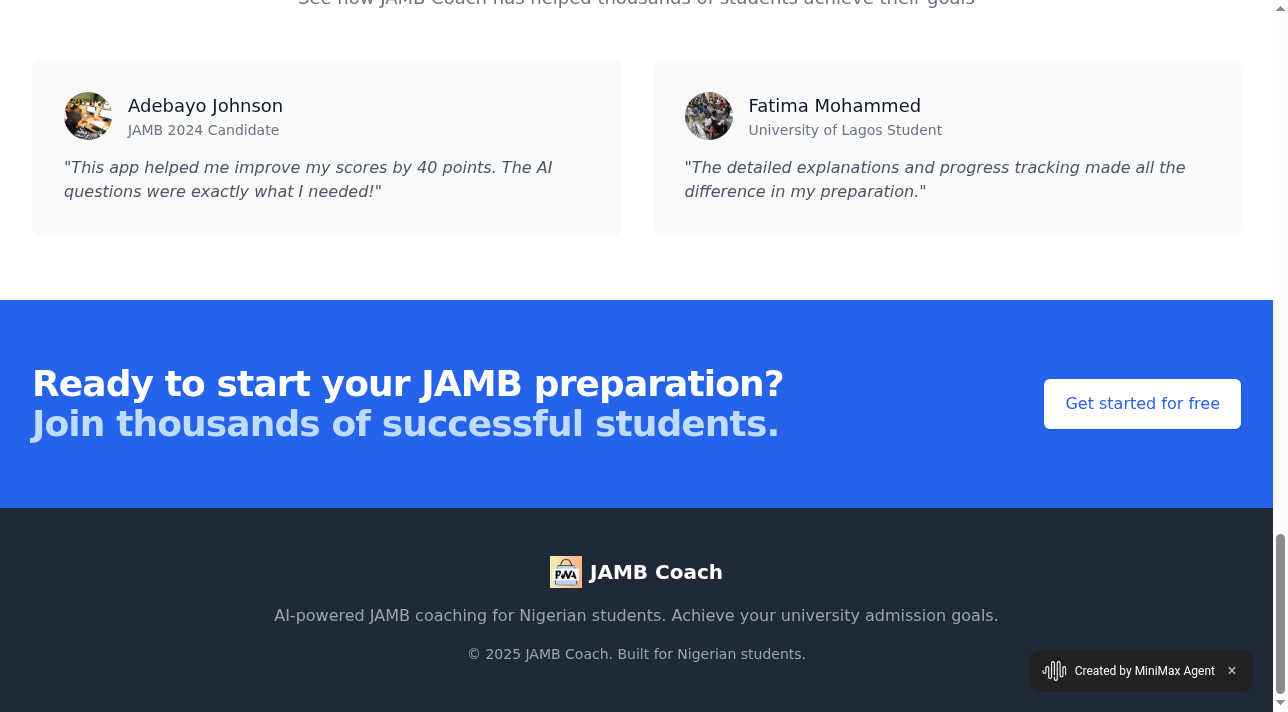 See how JAMB Coach has helped thousands of students achieve their goals
Adebayo Johnson
JAMB 2024 Candidate
"This app helped me improve my scores by 40 points. The AI
questions were exactly what I needed!"
Fatima Mohammed
University of Lagos Student
"The detailed explanations and progress tracking made all the
difference in my preparation."
Ready to start your JAMB preparation?
Join thousands of successful students.
Get started for free
PWA
JAMB Coach
AI-powered JAMB coaching for Nigerian students. Achieve your university admission goals.
© 2025 JAMB Coach. Built for Nigerian students.
Created by MiniMax Agent ×